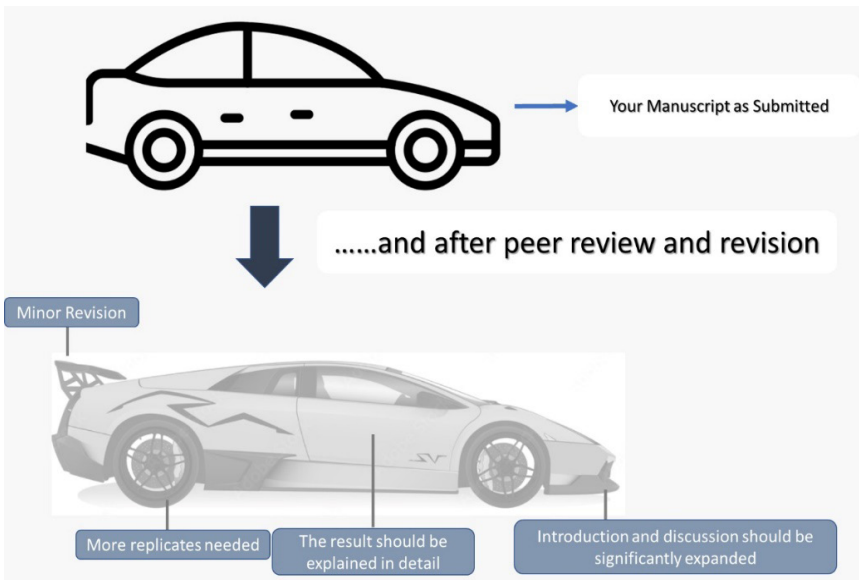 Your Manuscript as Submitted
......and after peer review and revision
Minor Revision
SV
More replicates needed
The result should be
explained in detail
Introduction and discussion should be
significantly expanded